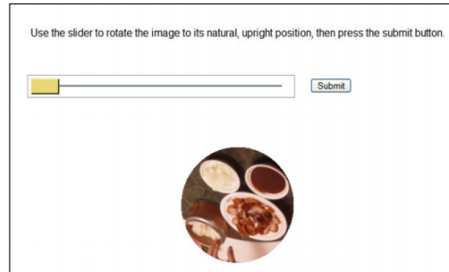 Use the slider to rotate the image to its natural, upright position, then press the submit button.
Submit